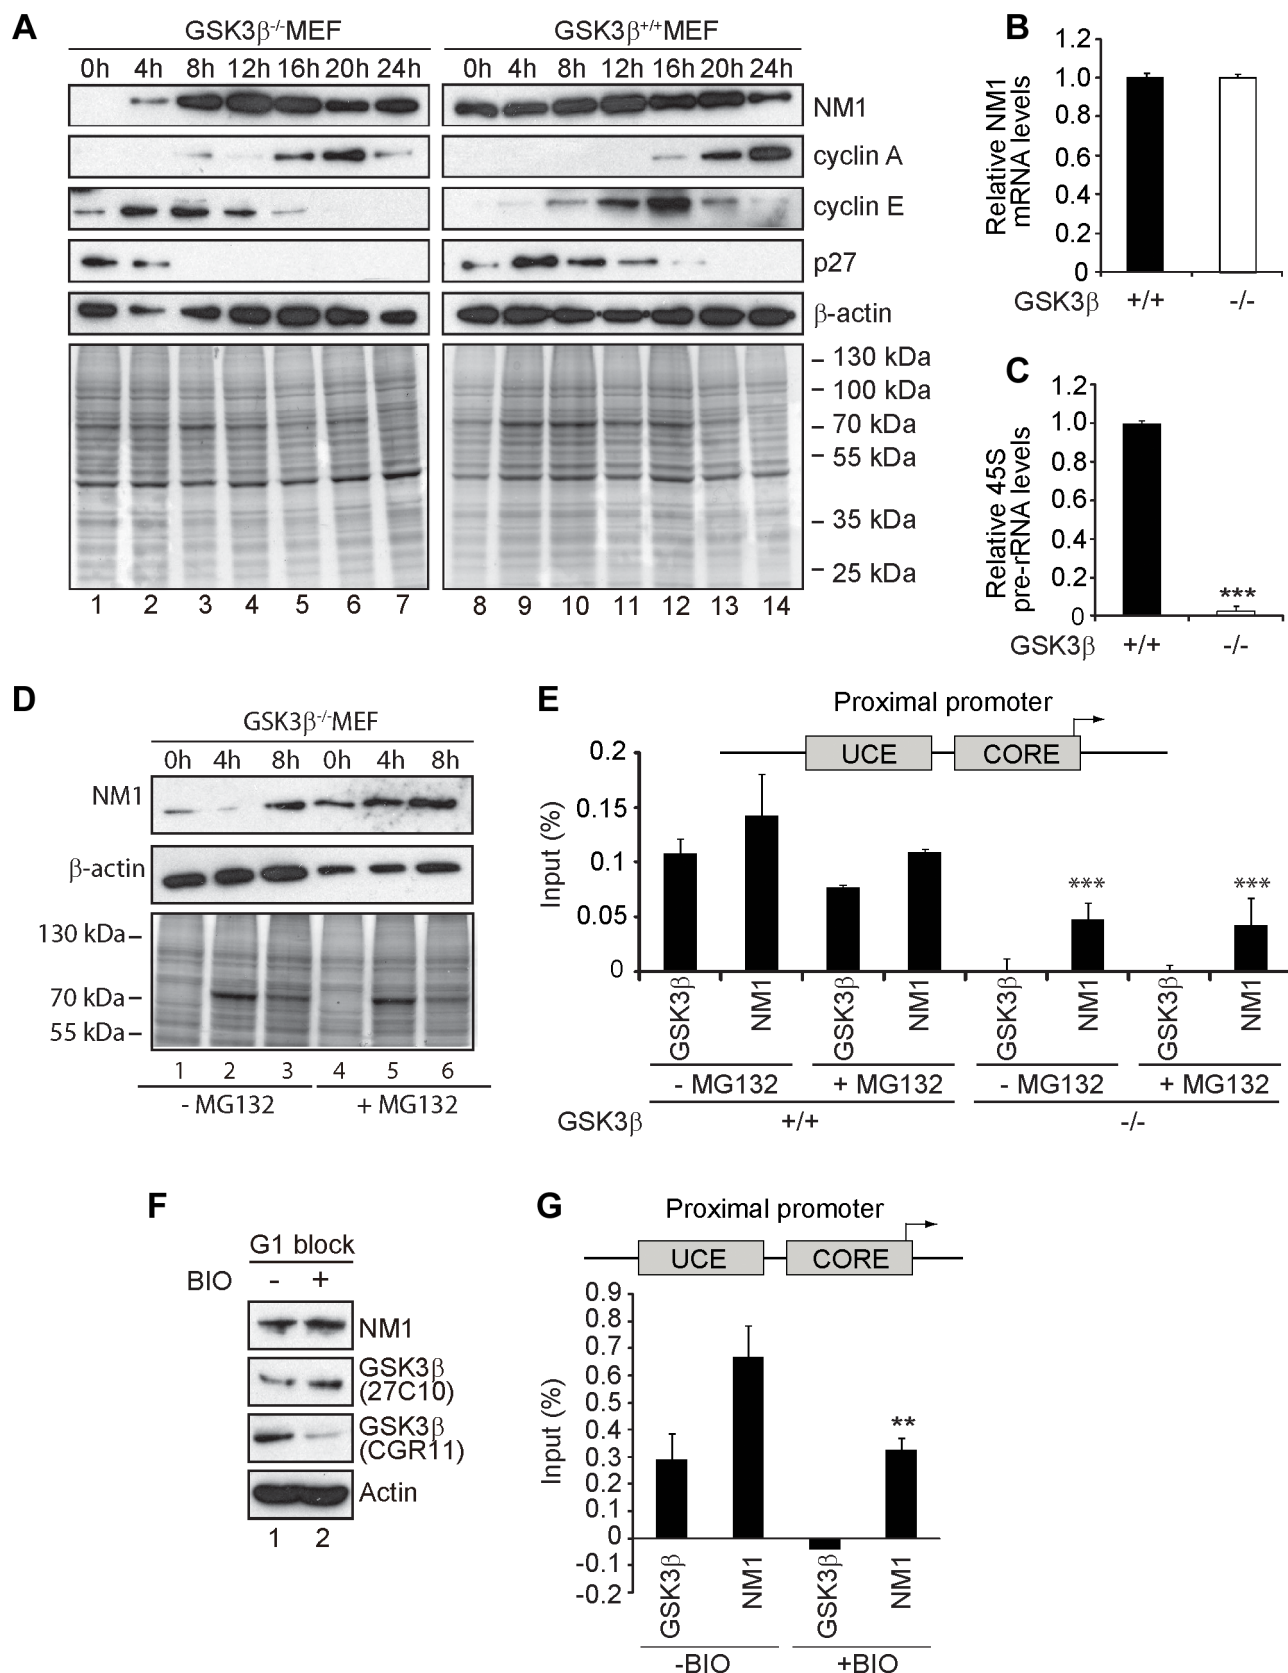 A
GSK3β-/-MEF
GSK3β+/+MEF
0h 4h 8h 12h 16h 20h 24h
0h 4h 8h 12h 16h 20h 24h
NM1
cyclin A
cyclin E
p27
β-actin
130 kDa
100 kDa
70 kDa
55 kDa
35 kDa
25 kDa
1 2 3 4 5 6 7 8 9 10 11 12 13 14
B
Relative NM1
mRNA levels
1.2
1.0
0.8
0.6
0.4
0.2
0
GSK3β +/+ -/-
C
Relative 45S
pre-rRNA levels
1.2
1.0
0.8
0.6
0.4
0.2
0
***
GSK3β +/+ -/-
D
GSK3β-/-MEF
0h 4h 8h 0h 4h 8h
NM1
β-actin
130 kDa
70 kDa
55 kDa
1 2 3 4 5 6
- MG132 + MG132
E
Proximal promoter
UCE CORE
Input (%)
0.2
0.15
0.1
0.05
0
*** ***
GSK3β NM1 GSK3β NM1 GSK3β NM1 GSK3β NM1
- MG132 + MG132 - MG132 + MG132
GSK3β +/+ -/-
F
G1 block
BIO - +
NM1
GSK3β
(27C10)
GSK3β
(CGR11)
Actin
1 2
G
Proximal promoter
UCE CORE
Input (%)
0.9
0.8
0.7
0.6
0.5
0.4
0.3
0.2
0.1
0
-0.1
-0.2
**
GSK3β NM1 GSK3β NM1
-BIO +BIO